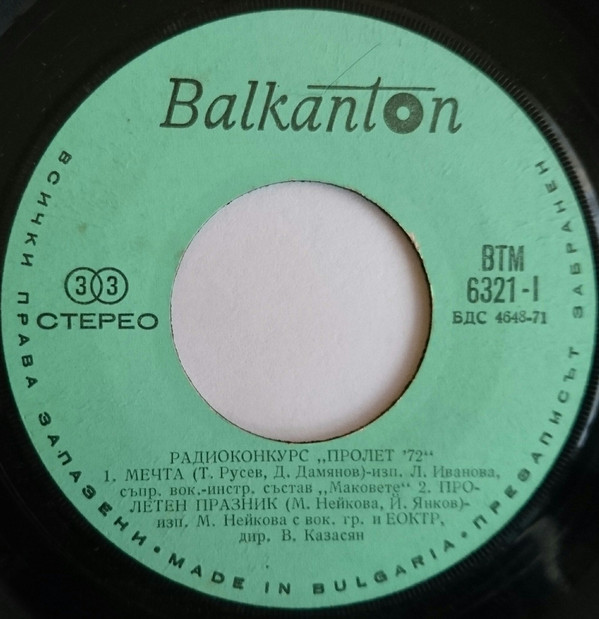 Balkanton
33
СТЕРЕО
ВТМ
6321-I
БДС 4648-71
РАДИОКОНКУРС „ПРОЛЕТ '72“
1. МЕЧТА (Т. Русев, Д. Дамянов)-изп. Л. Иванова,
съпр. вок.-инстр. състав „Маковете“ 2. ПРО-
ЛЕТЕН ПРАЗНИК (М. Нейкова, Й. Янков)-
изп. М. Нейкова с вок. гр. и ЕОКТР,
дир. В. Казасян
ВСИЧКИ ПРАВА ЗАПАЗЕНИ • MADE IN BULGARIA • ПРЕЗАПИСЪТ ЗАБРАНЕН